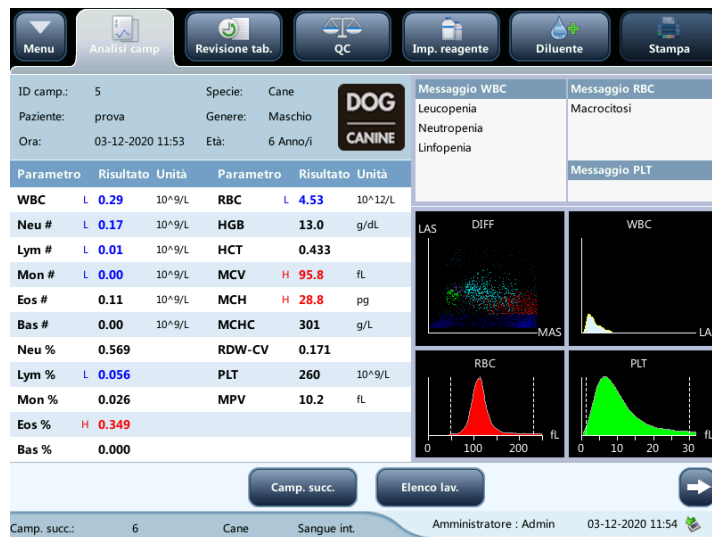 Menu
Analisi camp
Revisione tab.
QC
Imp. reagente
Diluente
Stampa
ID camp.: 5 Specie: Cane
Paziente: prova Genere: Maschio
Ora: 03-12-2020 11:53 Età: 6 Anno/i
DOG
CANINE
Messaggio WBC
Leucopenia
Neutropenia
Linfopenia
Messaggio RBC
Macrocitosi
Messaggio PLT
Parametro Risultato Unità Parametro Risultato Unità
WBC L 0.29 10^9/L RBC L 4.53 10^12/L
Neu # L 0.17 10^9/L HGB 13.0 g/dL
Lym # L 0.01 10^9/L HCT 0.433
Mon # L 0.00 10^9/L MCV H 95.8 fL
Eos # 0.11 10^9/L MCH H 28.8 pg
Bas # 0.00 10^9/L MCHC 301 g/L
Neu % 0.569 RDW-CV 0.171
Lym % L 0.056 PLT 260 10^9/L
Mon % 0.026 MPV 10.2 fL
Eos % H 0.349
Bas % 0.000
LAS DIFF
MAS
WBC
LA
RBC
fL
0 100 200
PLT
fL
0 10 20 30
Camp. succ.
Elenco lav.
Camp. succ.: 6 Cane Sangue int. Amministratore : Admin 03-12-2020 11:54